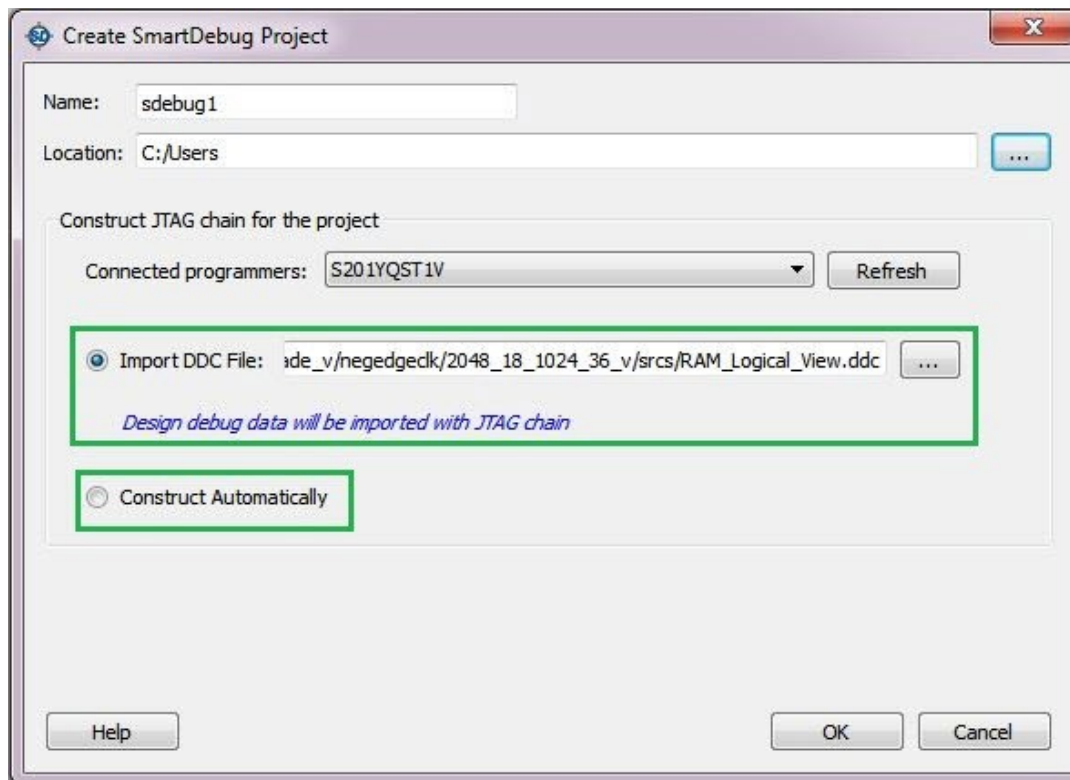 Create SmartDebug Project
Name: sdebug1
Location: C:/Users ...
Construct JTAG chain for the project
Connected programmers: S201YQST1V Refresh
Import DDC File: ade_v/negedgeclk/2048_18_1024_36_v/srcs/RAM_Logical_View.ddc ...
Design debug data will be imported with JTAG chain
Construct Automatically
Help OK Cancel